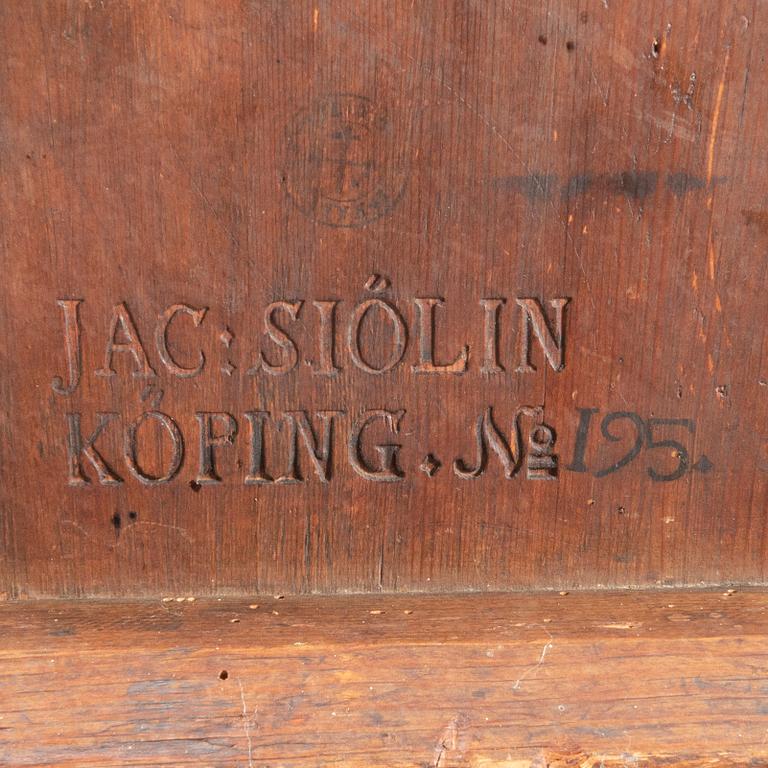 JAC: SIÖLIN
KÖPING. No 195.